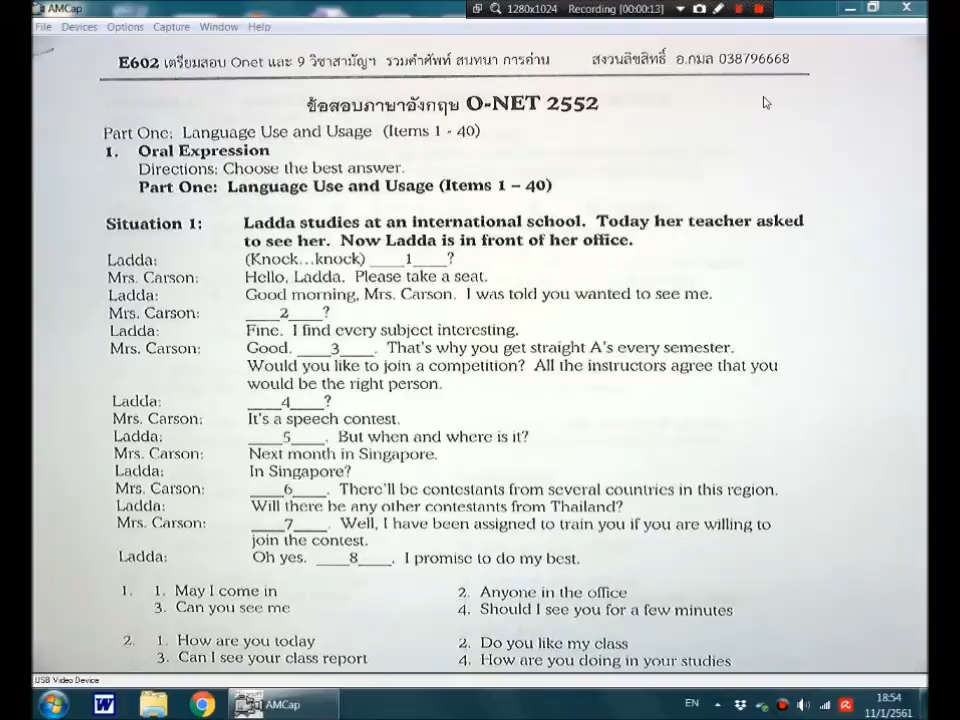 AMCap
1280x1024 Recording [00:00:13]
File Devices Options Capture Window Help
E602 เตรียมสอบ Onet และ 9 วิชาสามัญฯ รวมคำศัพท์ สนทนา การอ่าน สงวนลิขสิทธิ์ อ.กมล 038796668
ข้อสอบภาษาอังกฤษ O-NET 2552
Part One: Language Use and Usage (Items 1 - 40)
1. Oral Expression
Directions: Choose the best answer.
Part One: Language Use and Usage (Items 1 – 40)
Situation 1: Ladda studies at an international school. Today her teacher asked
to see her. Now Ladda is in front of her office.
Ladda: (Knock...knock) ____1____?
Mrs. Carson: Hello, Ladda. Please take a seat.
Ladda: Good morning, Mrs. Carson. I was told you wanted to see me.
Mrs. Carson: ____2____?
Ladda: Fine. I find every subject interesting.
Mrs. Carson: Good. ____3____. That's why you get straight A's every semester.
Would you like to join a competition? All the instructors agree that you
would be the right person.
Ladda: ____4____?
Mrs. Carson: It's a speech contest.
Ladda: ____5____. But when and where is it?
Mrs. Carson: Next month in Singapore.
Ladda: In Singapore?
Mrs. Carson: ____6____. There'll be contestants from several countries in this region.
Ladda: Will there be any other contestants from Thailand?
Mrs. Carson: ____7____. Well, I have been assigned to train you if you are willing to
join the contest.
Ladda: Oh yes. ____8____. I promise to do my best.
1. 1. May I come in 2. Anyone in the office
3. Can you see me 4. Should I see you for a few minutes
2. 1. How are you today 2. Do you like my class
3. Can I see your class report 4. How are you doing in your studies
USB Video Device
AMCap
EN
18:54
11/1/2561